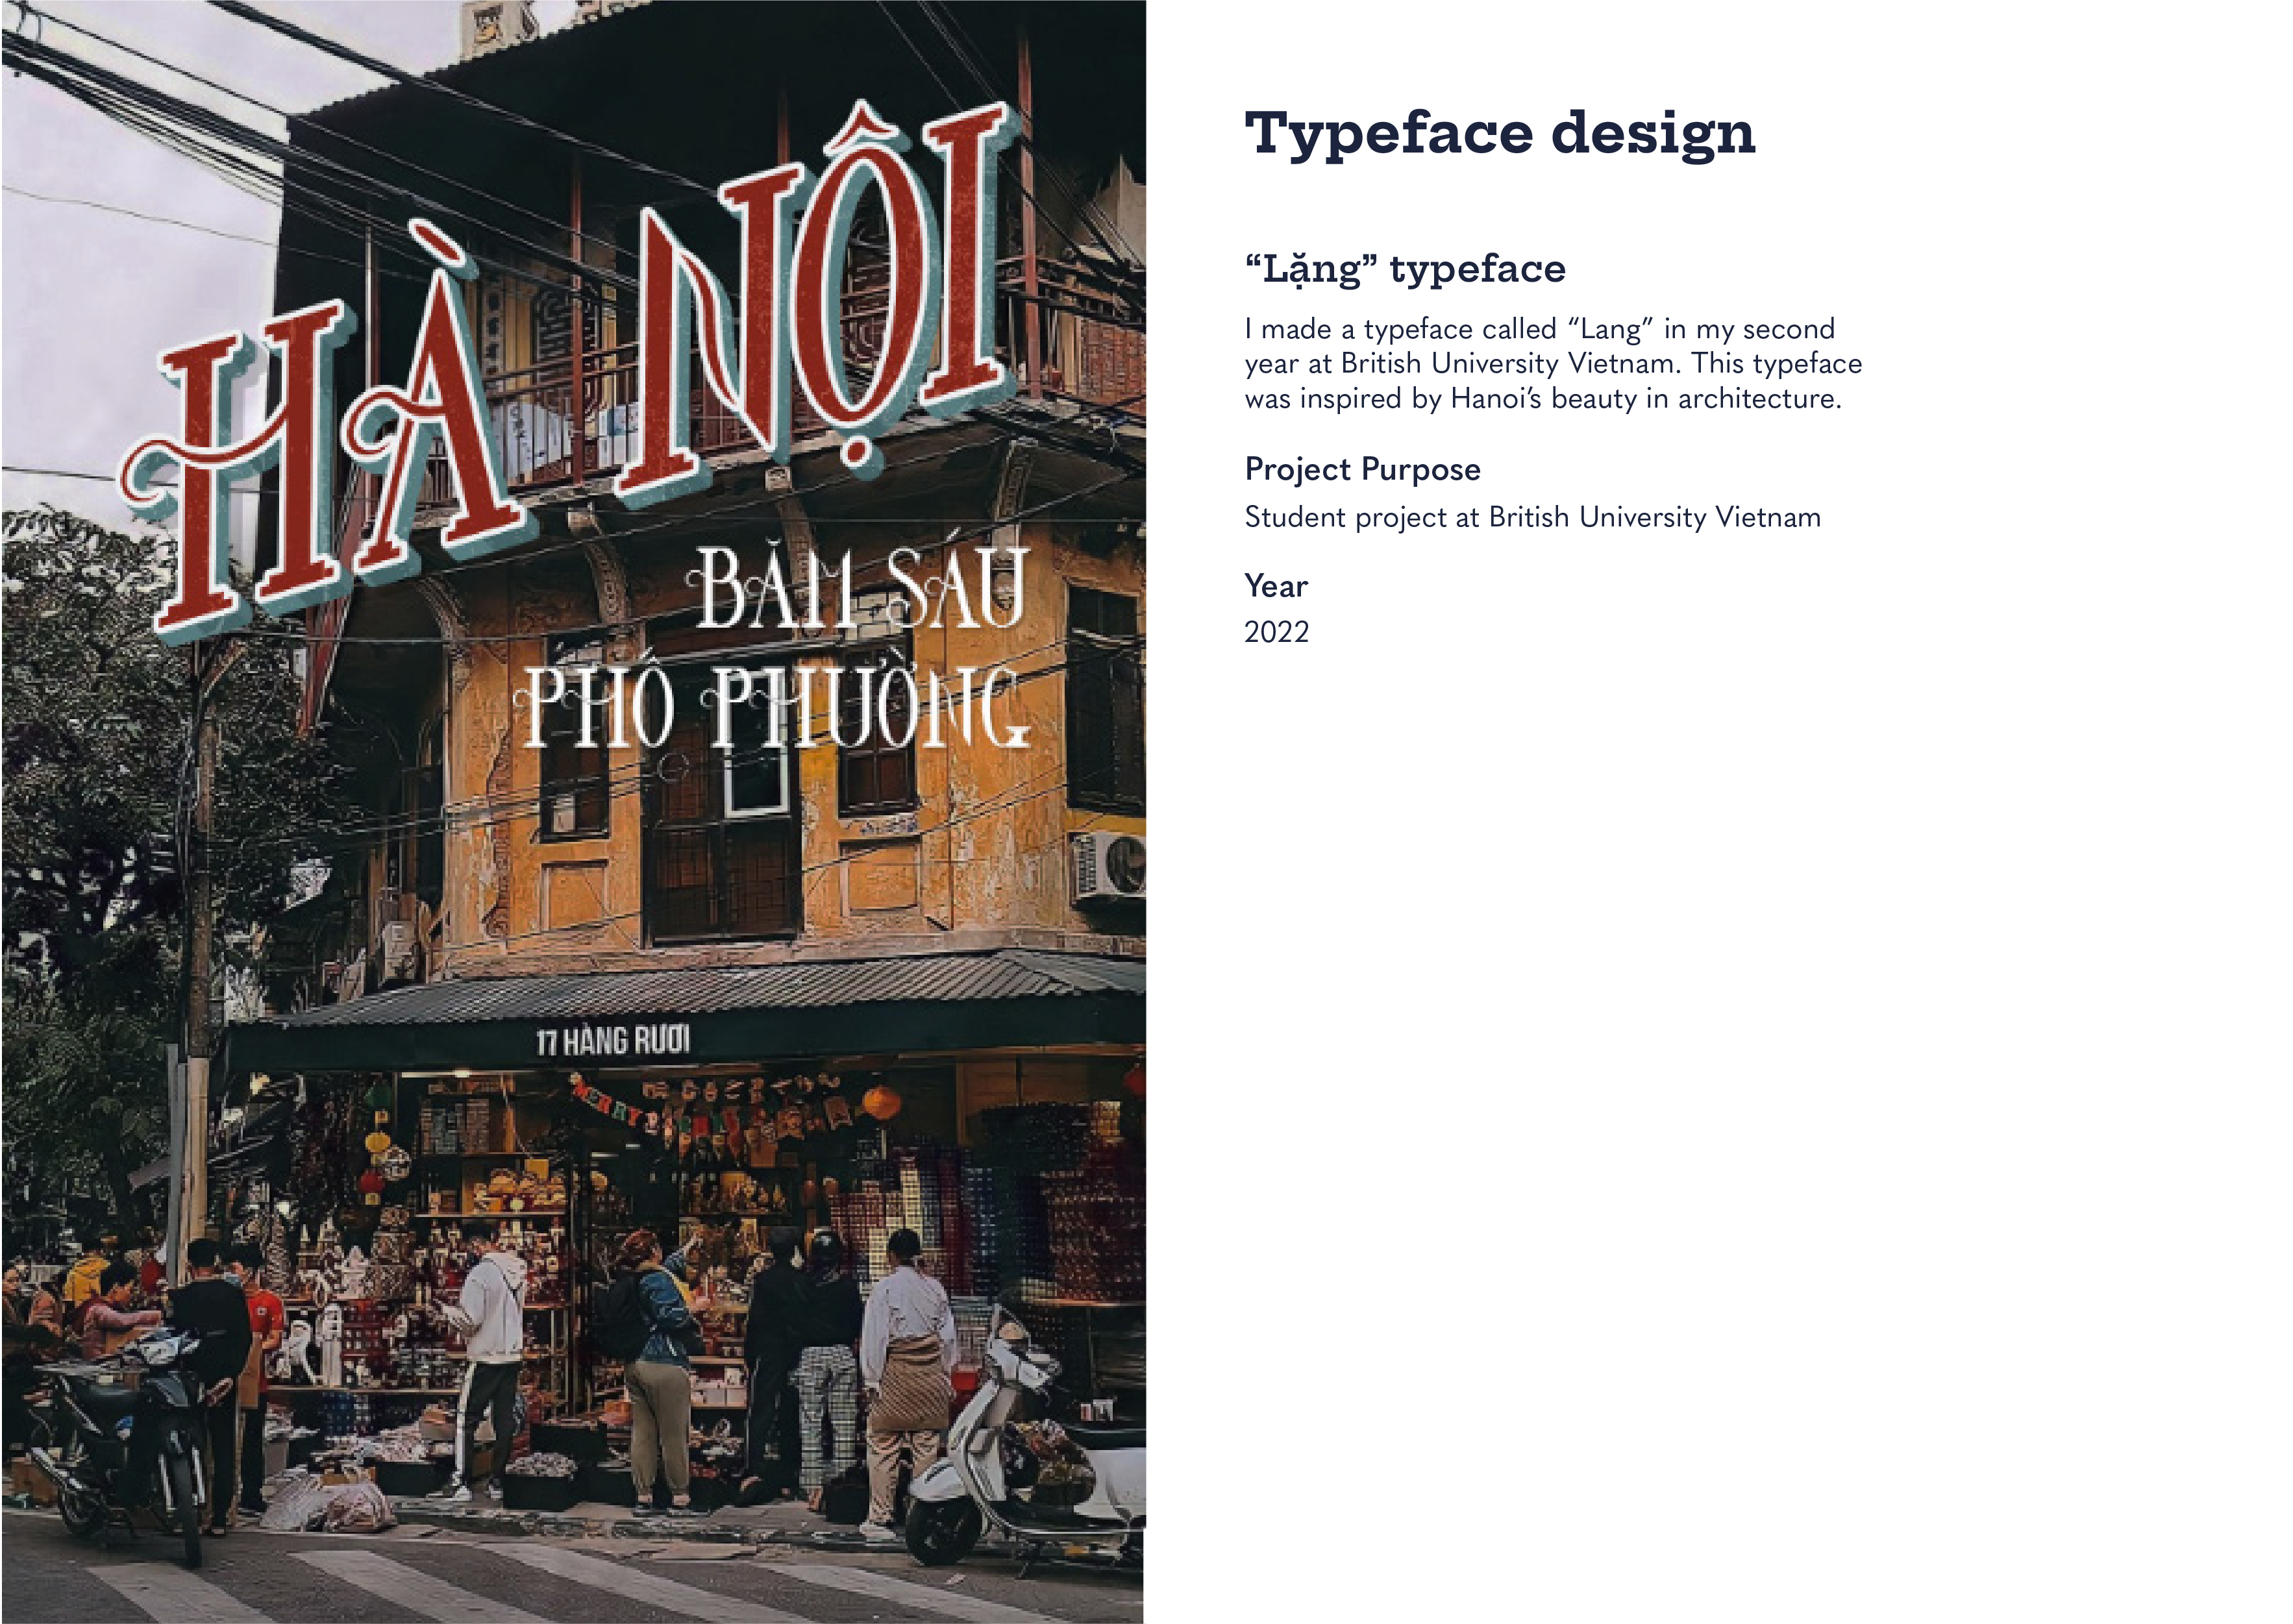 HÀ NỘI
BĂM SÁU
PHỐ PHƯỜNG
17 HÀNG RƯƠI
MERRY
Typeface design
“Lặng” typeface
I made a typeface called “Lang” in my second
year at British University Vietnam. This typeface
was inspired by Hanoi’s beauty in architecture.
Project Purpose
Student project at British University Vietnam
Year
2022